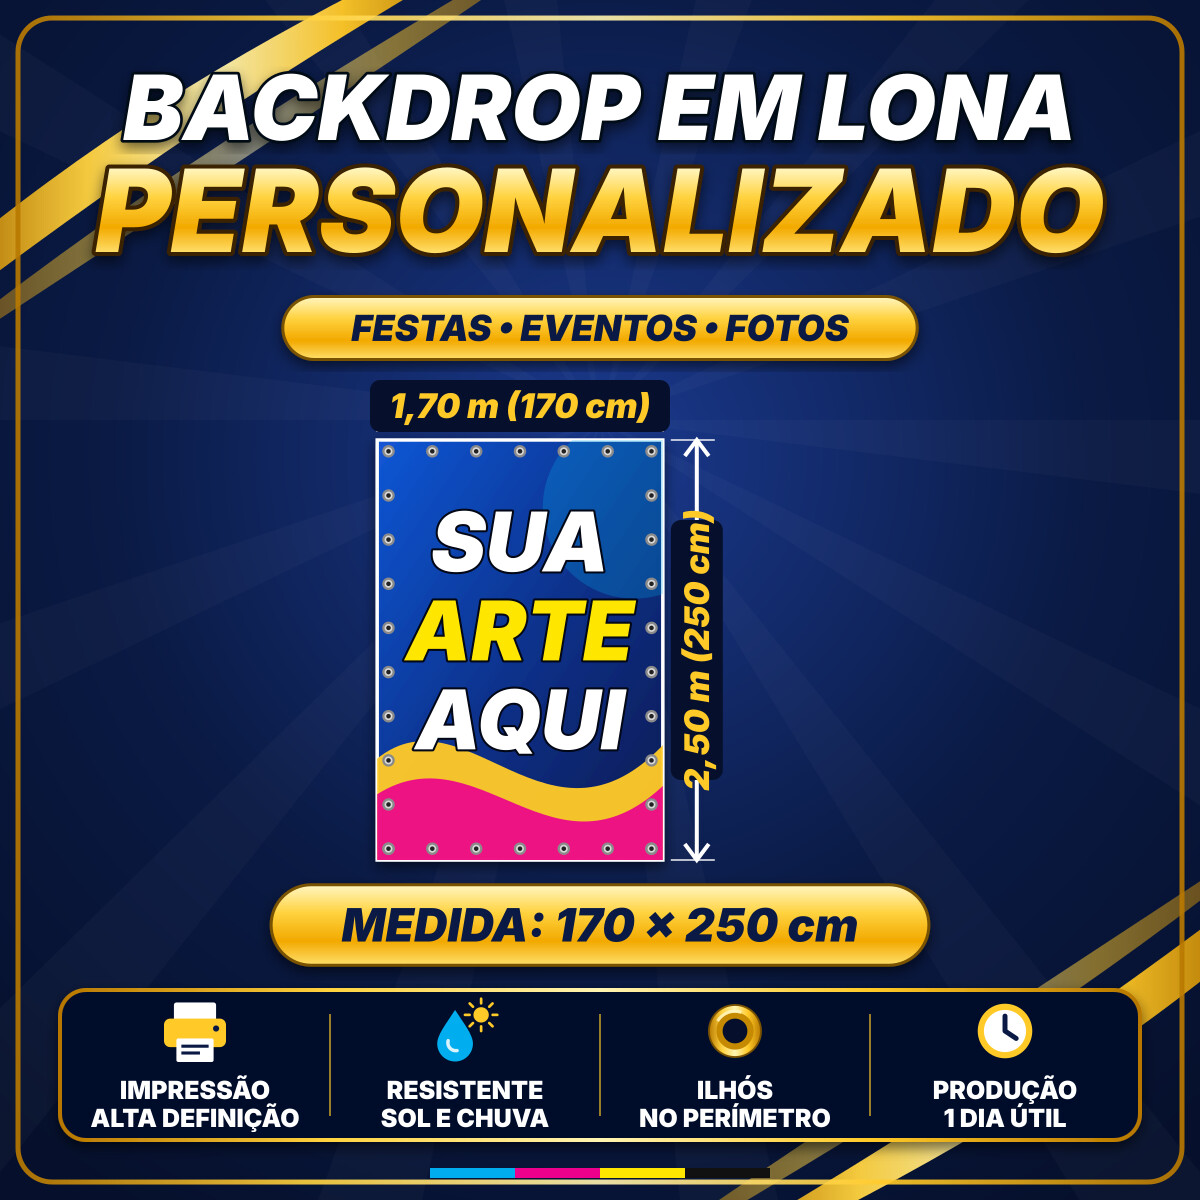 BACKDROP EM LONA
PERSONALIZADO
FESTAS • EVENTOS • FOTOS
1,70 m (170 cm)
SUA
ARTE
AQUI
2,50 m (250 cm)
MEDIDA: 170 × 250 cm
IMPRESSÃO
ALTA DEFINIÇÃO
RESISTENTE
SOL E CHUVA
ILHÓS
NO PERÍMETRO
PRODUÇÃO
1 DIA ÚTIL